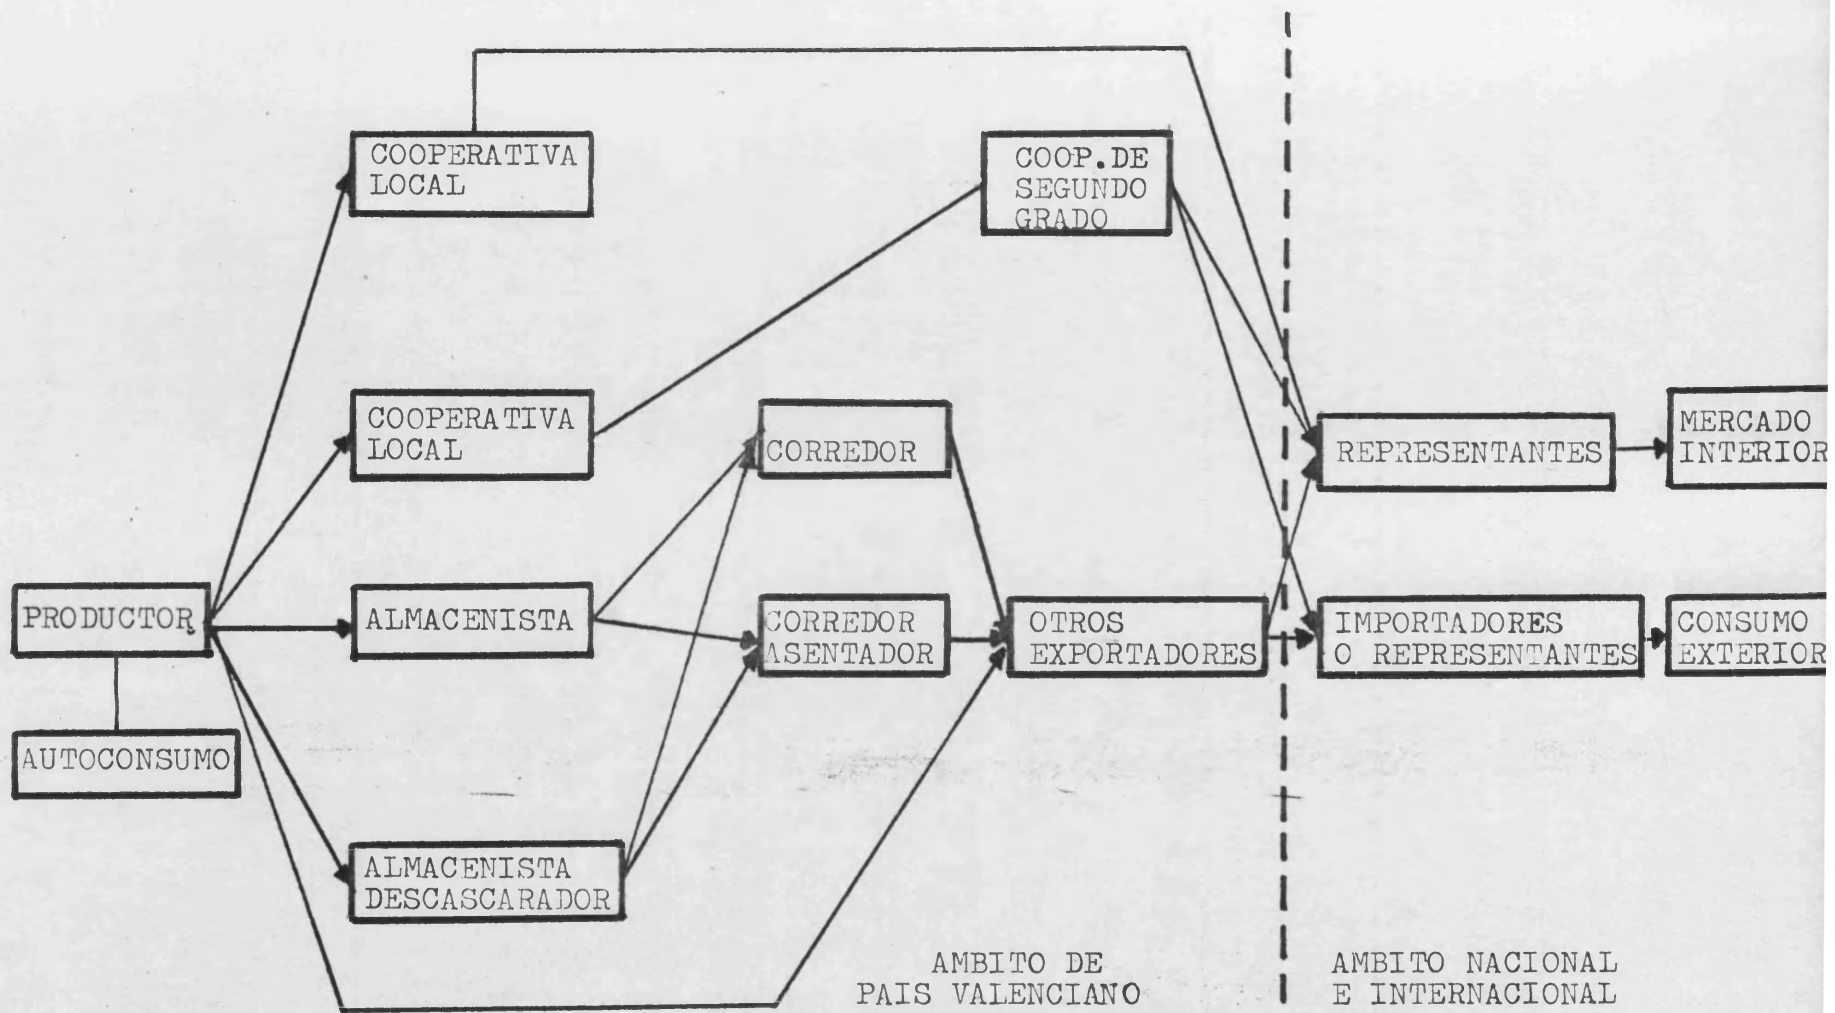 COOPERATIVA
LOCAL
COOP. DE
SEGUNDO
GRADO
COOPERATIVA
LOCAL
CORREDOR
REPRESENTANTES
MERCADO
INTERIOR
PRODUCTOR
ALMACENISTA
CORREDOR
ASENTADOR
OTROS
EXPORTADORES
IMPORTADORES
O REPRESENTANTES
CONSUMO
EXTERIOR
AUTOCONSUMO
ALMACENISTA
DESCASCARADOR
AMBITO DE
PAIS VALENCIANO
AMBITO NACIONAL
E INTERNACIONAL